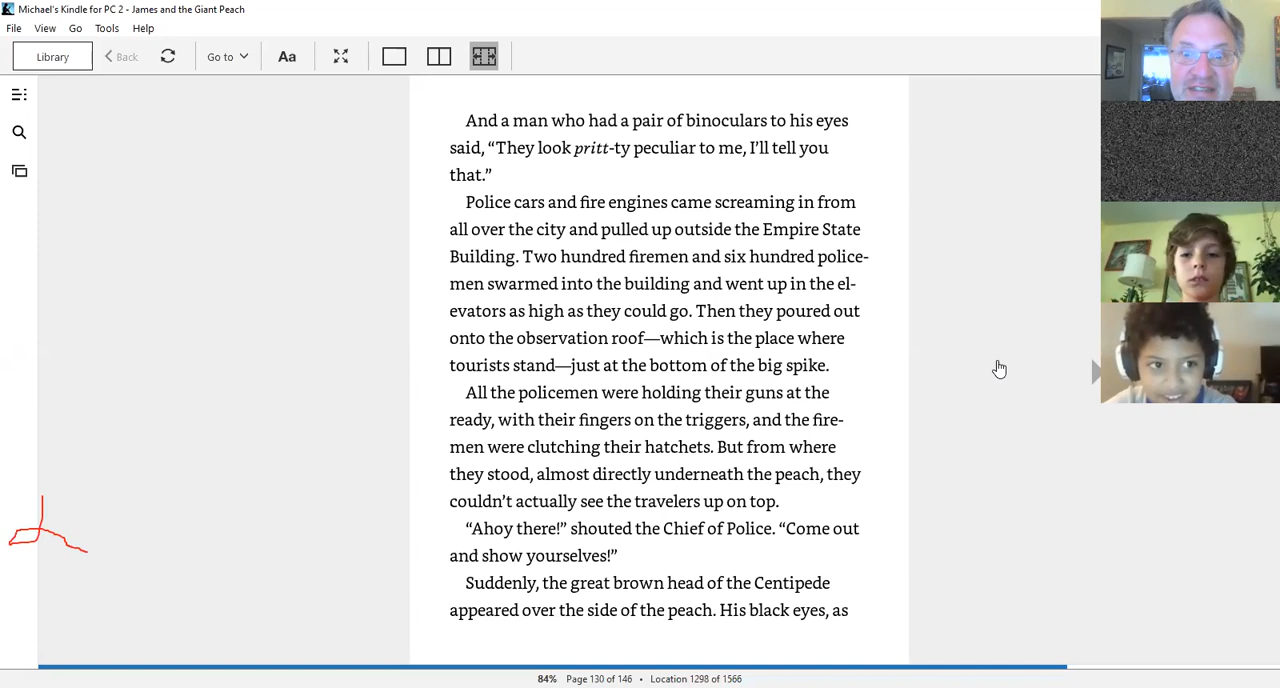 Michael's Kindle for PC 2 - James and the Giant Peach
File View Go Tools Help
Library Back Go to Aa
And a man who had a pair of binoculars to his eyes
said, “They look pritt-ty peculiar to me, I’ll tell you
that.”
Police cars and fire engines came screaming in from
all over the city and pulled up outside the Empire State
Building. Two hundred firemen and six hundred police-
men swarmed into the building and went up in the el-
evators as high as they could go. Then they poured out
onto the observation roof—which is the place where
tourists stand—just at the bottom of the big spike.
All the policemen were holding their guns at the
ready, with their fingers on the triggers, and the fire-
men were clutching their hatchets. But from where
they stood, almost directly underneath the peach, they
couldn’t actually see the travelers up on top.
“Ahoy there!” shouted the Chief of Police. “Come out
and show yourselves!”
Suddenly, the great brown head of the Centipede
appeared over the side of the peach. His black eyes, as
84% Page 130 of 146 • Location 1298 of 1566